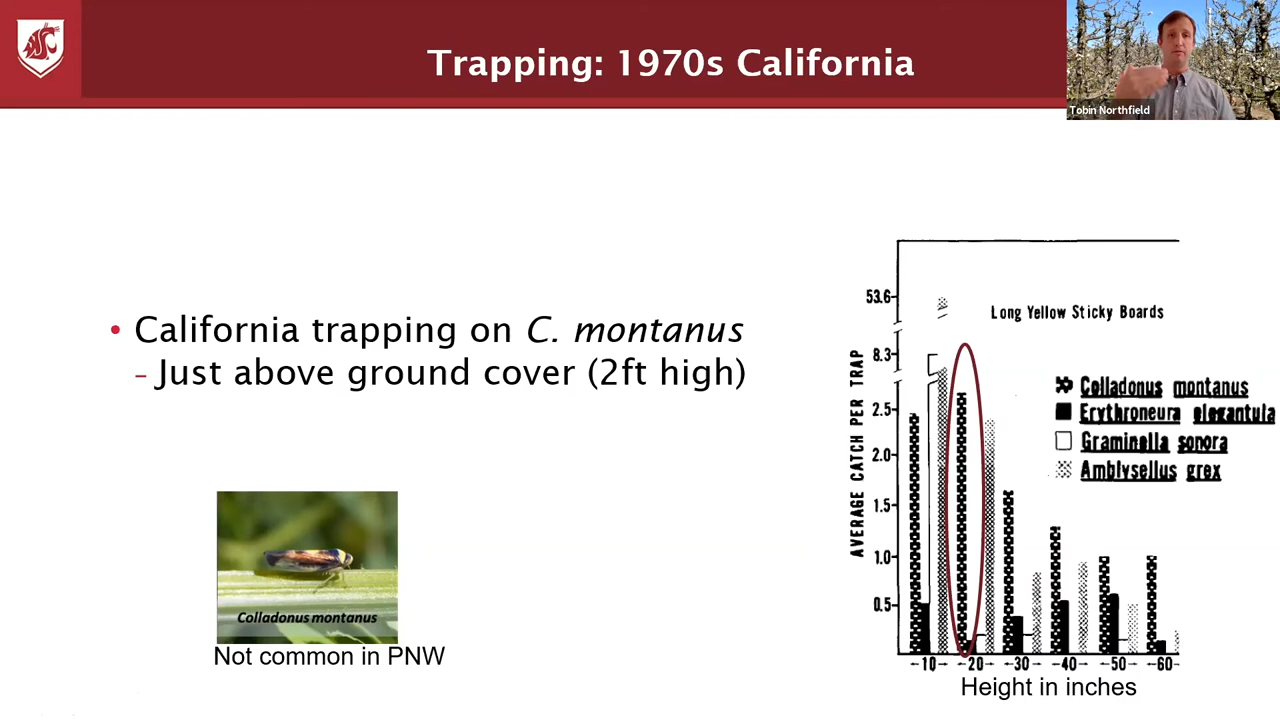 Trapping: 1970s California
Tobin Northfield
• California trapping on C. montanus
– Just above ground cover (2ft high)
Colladonus montanus
Not common in PNW
Long Yellow Sticky Boards
Colladonus montanus
Erythroneura elegantula
Graminella sonora
Amblysellus grex
AVERAGE CATCH PER TRAP
53.6
8.3
2.5
2.0
1.5
1.0
0.5
10 20 30 40 50 60
Height in inches